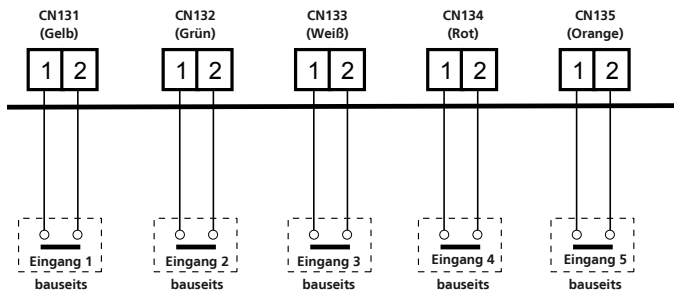 CN131 CN132 CN133 CN134 CN135
(Gelb) (Grün) (Weiß) (Rot) (Orange)
1 2 1 2 1 2 1 2 1 2
Eingang 1 Eingang 2 Eingang 3 Eingang 4 Eingang 5
bauseits bauseits bauseits bauseits bauseits